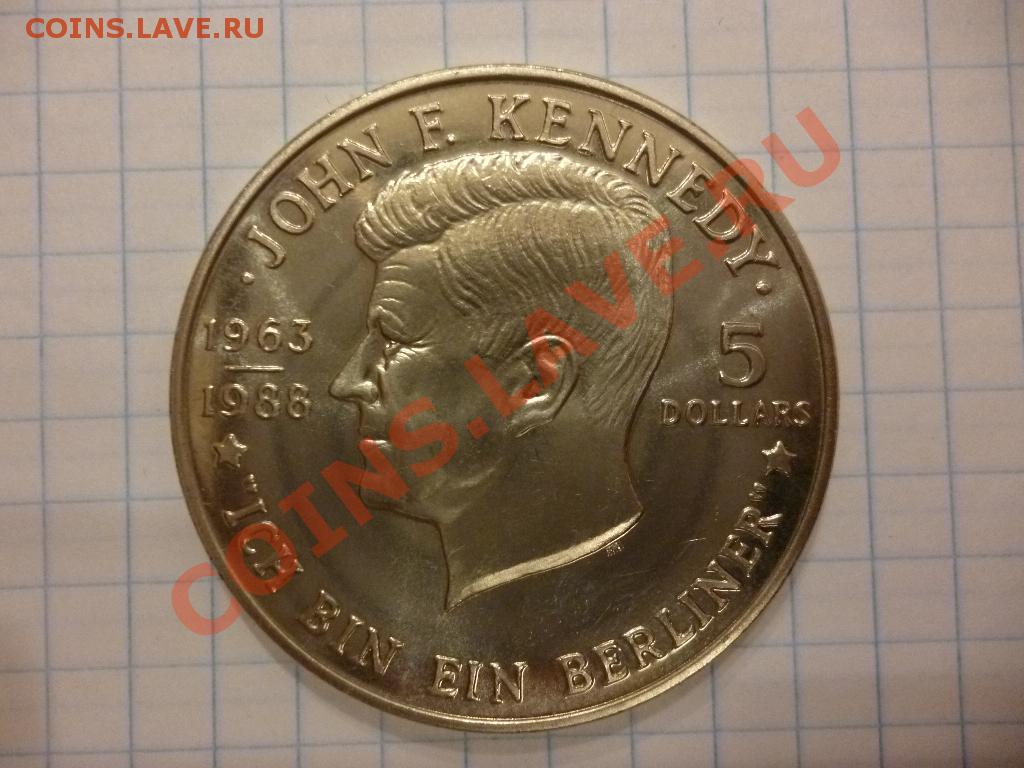 COINS.LAVE.RU
· JOHN F. KENNEDY ·
1963
1988
5
DOLLARS
"ICH BIN EIN BERLINER"
COINS.LAVE.RU